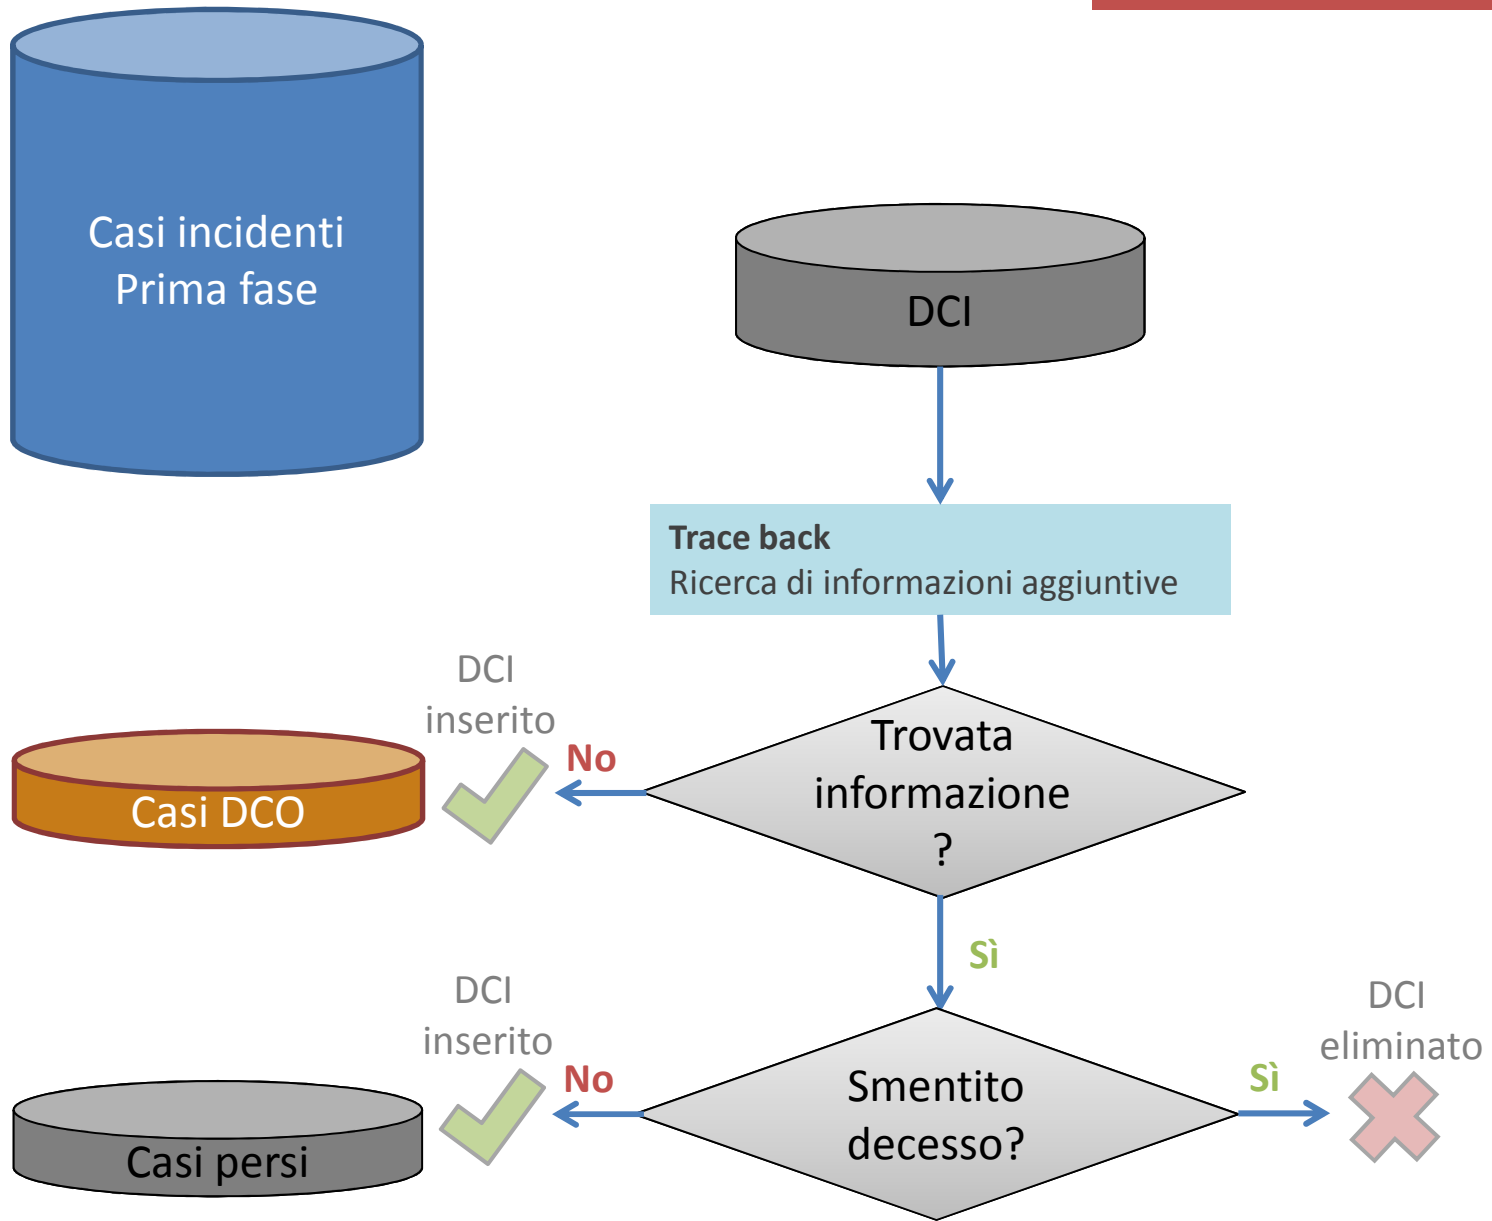 Casi incidenti
Prima fase
DCI
Trace back
Ricerca di informazioni aggiuntive
DCI
inserito
No
Trovata
informazione
?
Casi DCO
Sì
DCI
inserito
No
Smentito
decesso?
Sì
DCI
eliminato
Casi persi